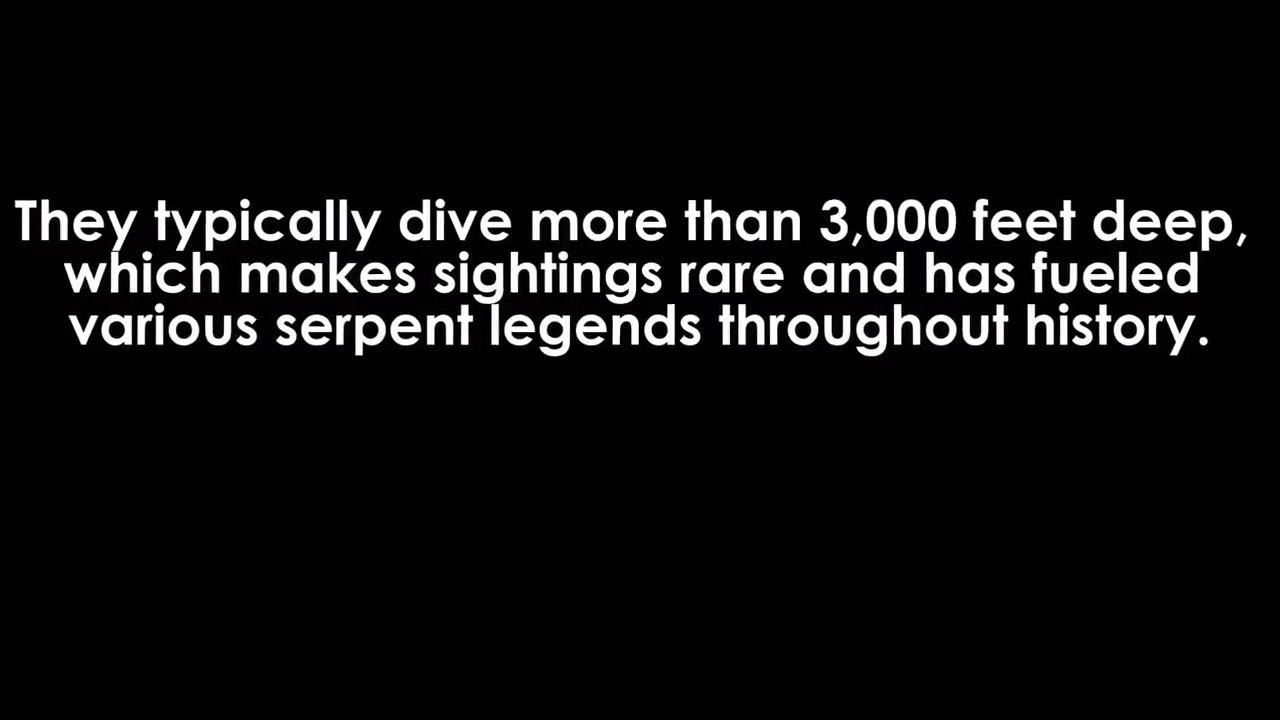 They typically dive more than 3,000 feet deep,
which makes sightings rare and has fueled
various serpent legends throughout history.